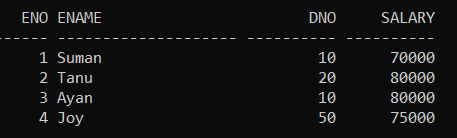 ENO ENAME DNO SALARY
------ -------------------- ---------- ----------
1 Suman 10 70000
2 Tanu 20 80000
3 Ayan 10 80000
4 Joy 50 75000